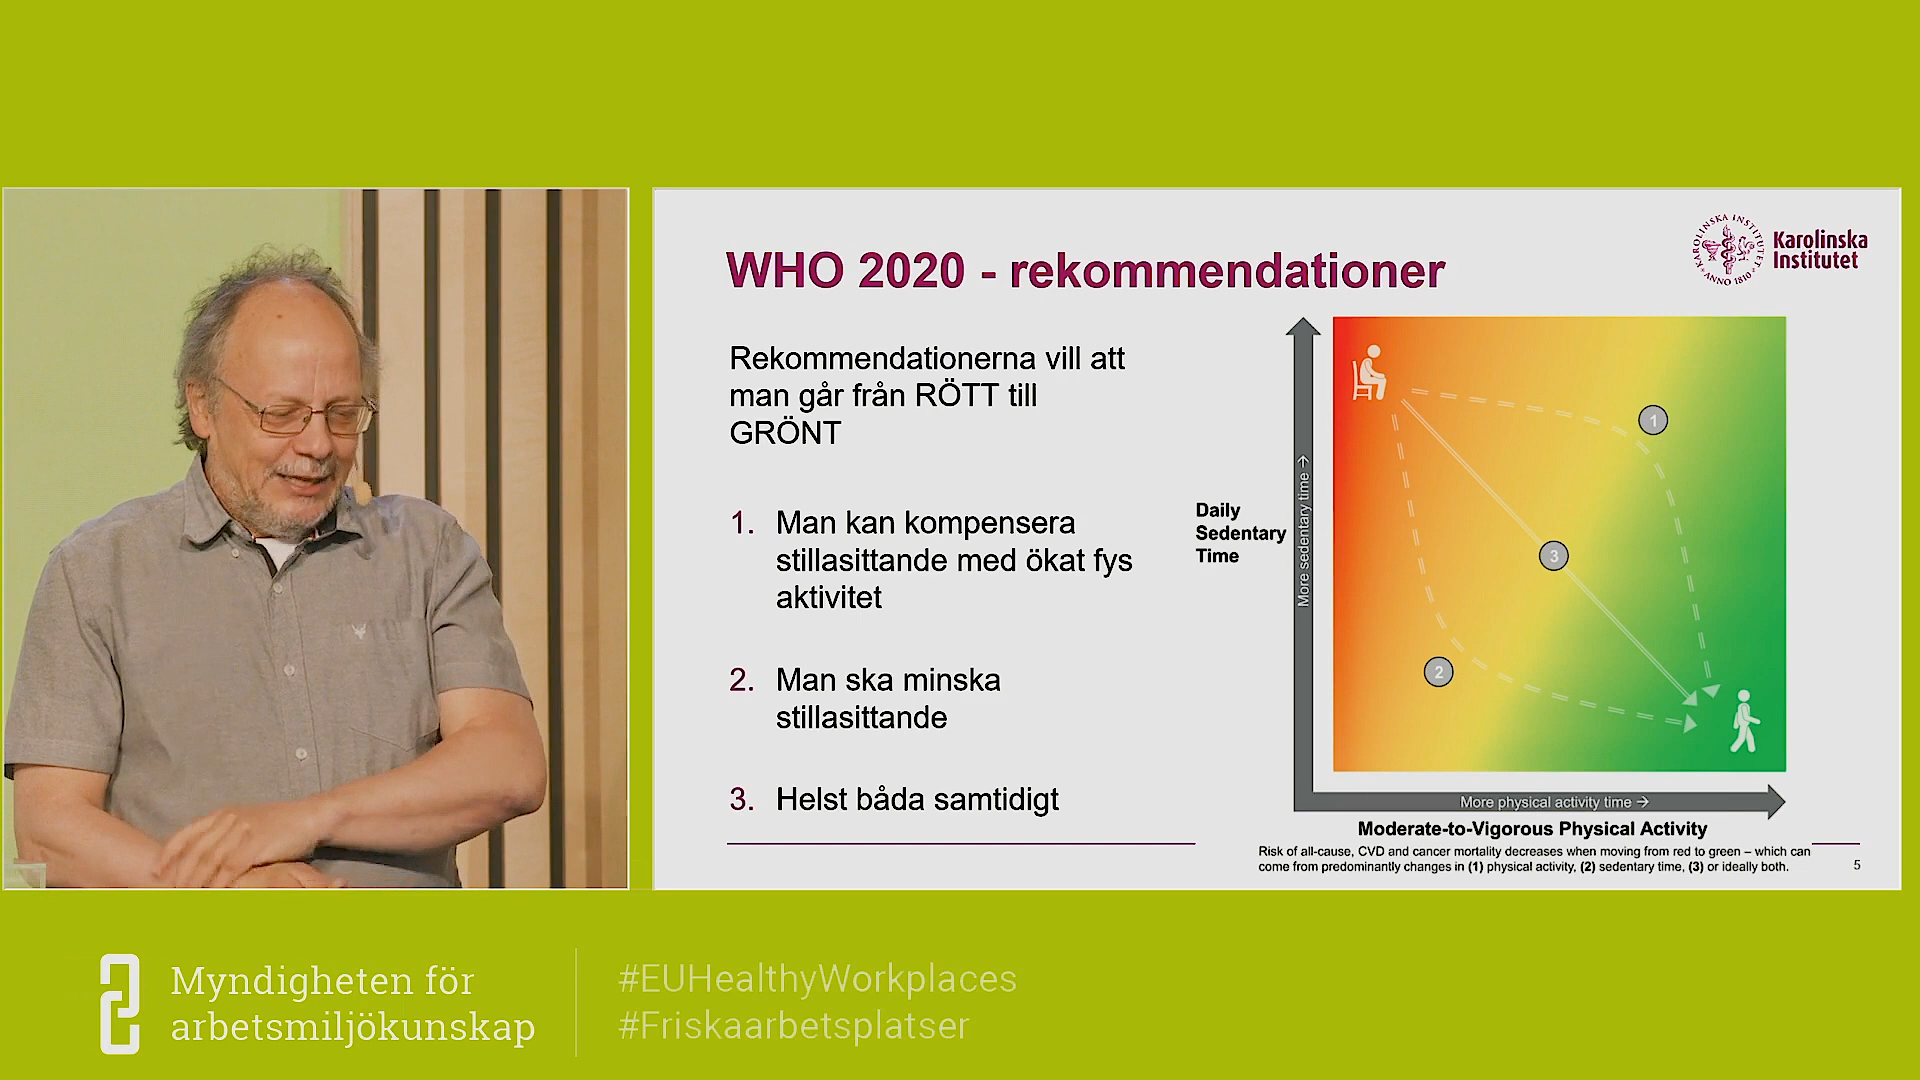 WHO 2020 - rekommendationer
KAROLINSKA INSTITUTET
ANNO 1810
Karolinska
Institutet
Rekommendationerna vill att
man går från RÖTT till
GRÖNT
1. Man kan kompensera
stillasittande med ökat fys
aktivitet
2. Man ska minska
stillasittande
3. Helst båda samtidigt
Daily
Sedentary
Time
More sedentary time →
1
3
2
More physical activity time →
Moderate-to-Vigorous Physical Activity
Risk of all-cause, CVD and cancer mortality decreases when moving from red to green – which can
come from predominantly changes in (1) physical activity, (2) sedentary time, (3) or ideally both.
5
Myndigheten för
arbetsmiljökunskap
#EUHealthyWorkplaces
#Friskaarbetsplatser